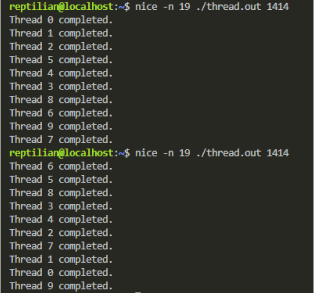 reptilian@localhost:~$ nice -n 19 ./thread.out 1414
Thread 0 completed.
Thread 1 completed.
Thread 2 completed.
Thread 5 completed.
Thread 4 completed.
Thread 3 completed.
Thread 8 completed.
Thread 6 completed.
Thread 9 completed.
Thread 7 completed.
reptilian@localhost:~$ nice -n 19 ./thread.out 1414
Thread 6 completed.
Thread 5 completed.
Thread 8 completed.
Thread 3 completed.
Thread 4 completed.
Thread 2 completed.
Thread 7 completed.
Thread 1 completed.
Thread 0 completed.
Thread 9 completed.